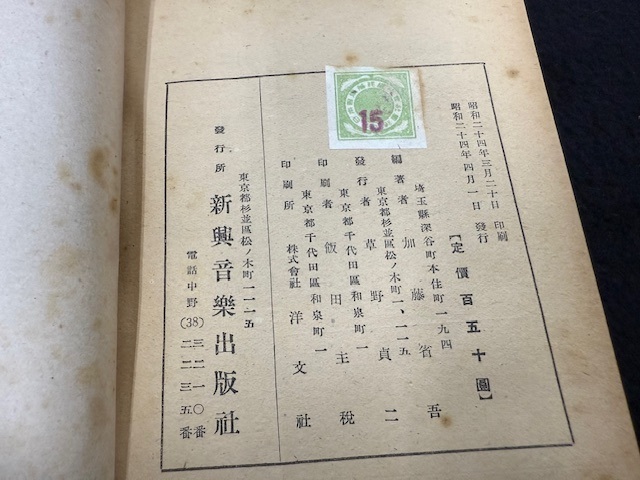 昭和二十四年三月二十日 印刷
昭和二十四年四月一日 發行
【定價百五十圓】
埼玉縣深谷町本住町一九四
編著者 加藤省吾
東京都杉並區松ノ木町一、一一五
發行者 草野貞二
東京都千代田區和泉町一
印刷者 飯田主税
東京都千代田區和泉町一
印刷所 株式會社 洋文社
15
東京都杉並區松ノ木町一一一五
發行所 新興音樂出版社
電話中野(38)三二一〇番
二二三五番